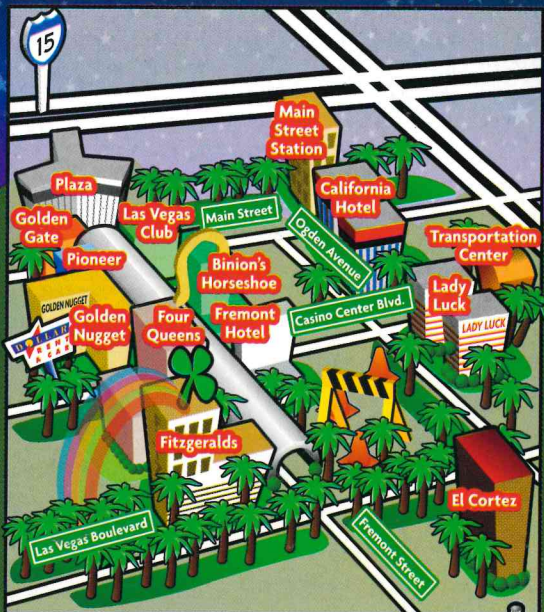 15
Main
Street
Station
Plaza
California
Hotel
Las Vegas
Club
Main Street
Golden
Gate
Ogden Avenue
Transportation
Center
Pioneer
Binion's
Horseshoe
Lady
Luck
GOLDEN NUGGET
Golden
Nugget
Four
Queens
Fremont
Hotel
Casino Center Blvd.
LADY LUCK
DOLLAR
Fitzgeralds
El Cortez
Las Vegas Boulevard
Fremont Street